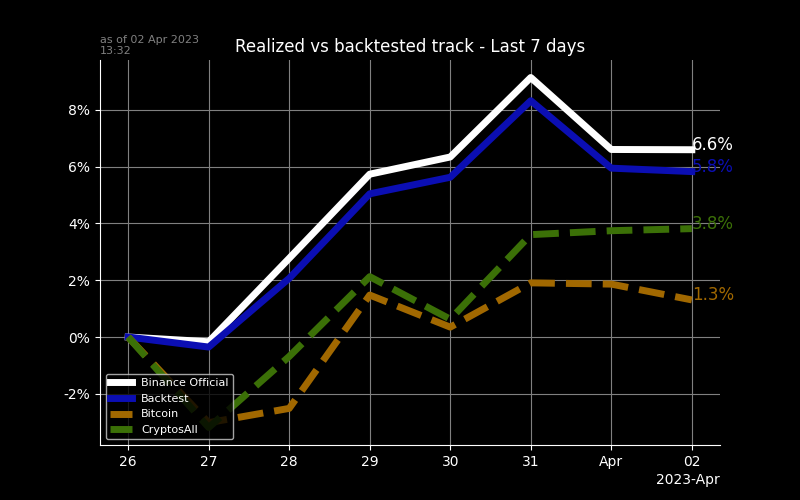 as of 02 Apr 2023
13:32
Realized vs backtested track - Last 7 days
8%
6%
4%
2%
0%
-2%
6.6%
5.8%
3.8%
1.3%
Binance Official
Backtest
Bitcoin
CryptosAll
26 27 28 29 30 31 Apr 02
2023-Apr